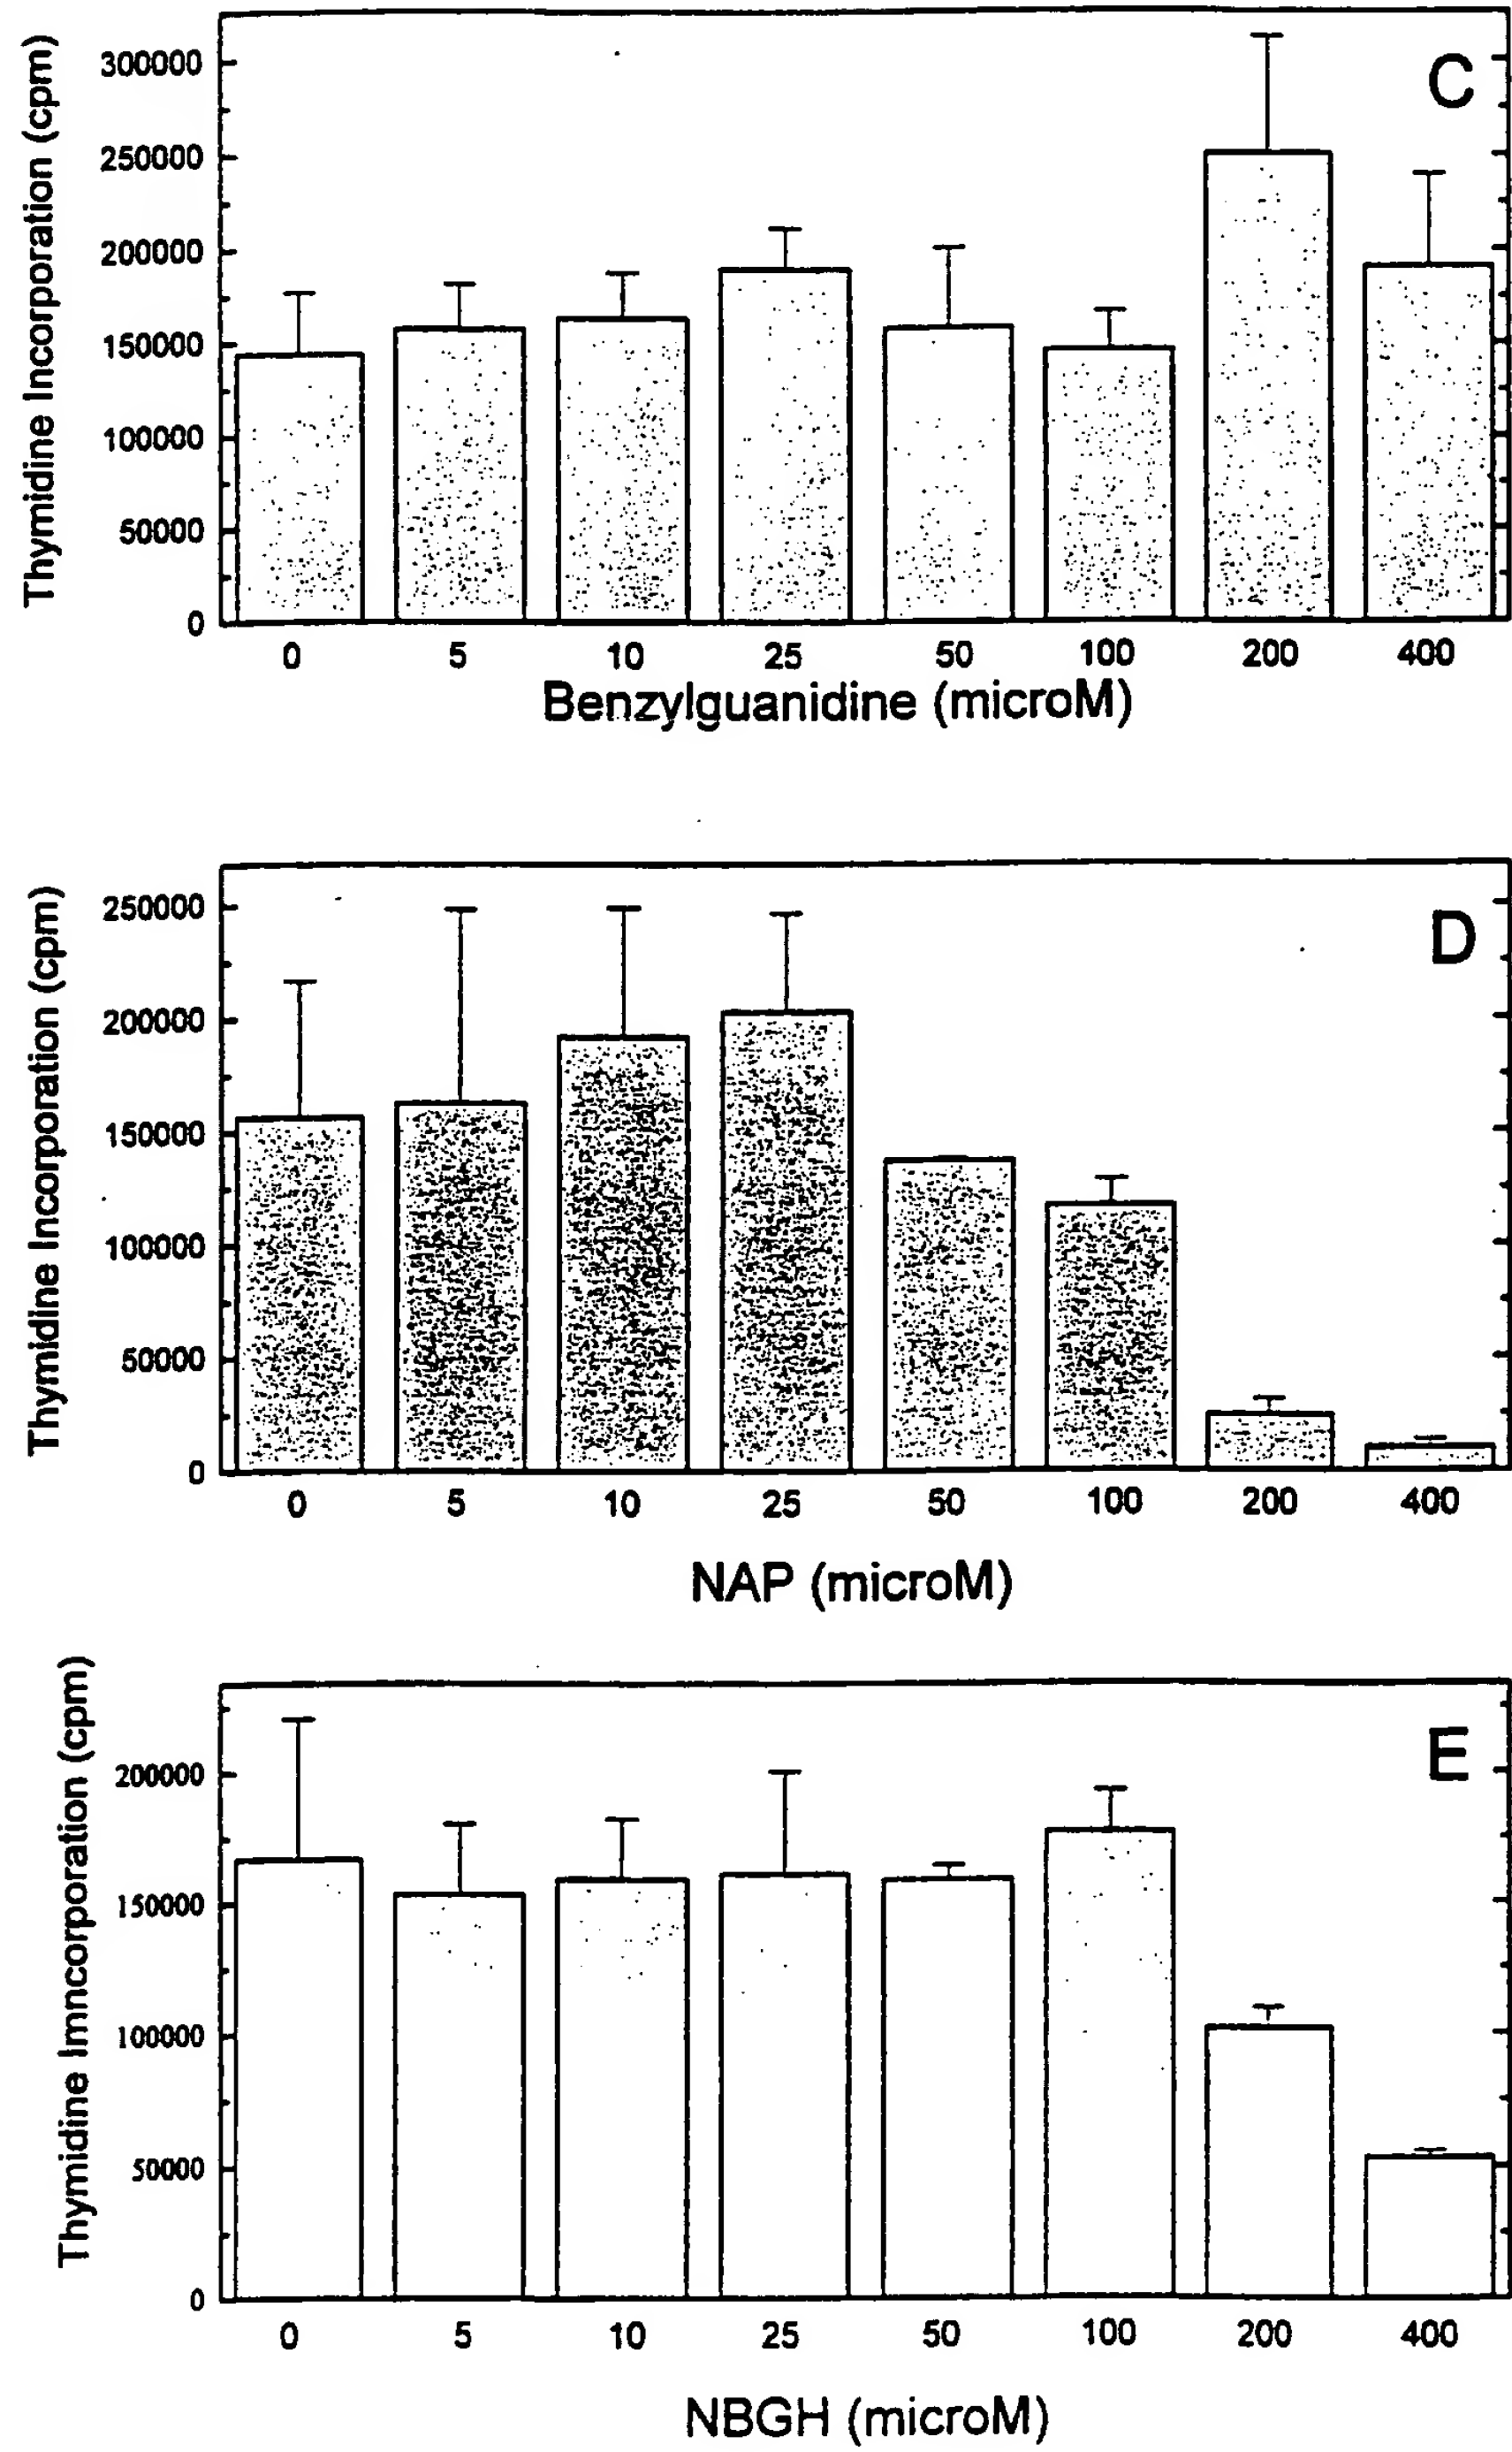 Thymidine Incorporation (cpm)
C
300000
250000
200000
150000
100000
50000
0
0 5 10 25 50 100 200 400
Benzylguanidine (microM)
Thymidine Incorporation (cpm)
D
250000
200000
150000
100000
50000
0
0 5 10 25 50 100 200 400
NAP (microM)
Thymidine Imncorporation (cpm)
E
200000
150000
100000
50000
0
0 5 10 25 50 100 200 400
NBGH (microM)